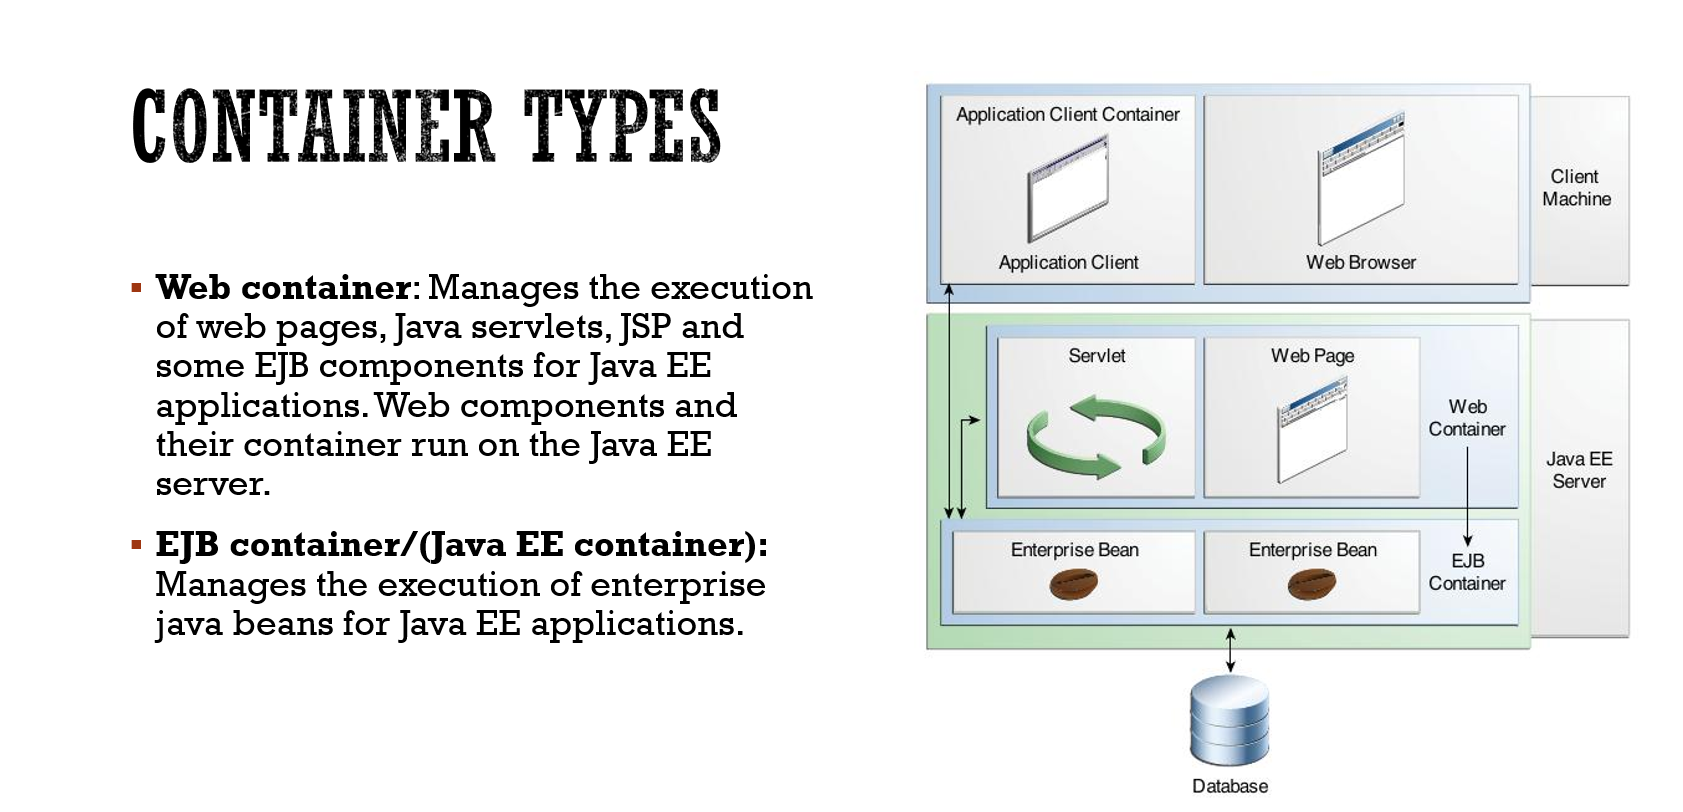 CONTAINER TYPES
▪ Web container: Manages the execution
of web pages, Java servlets, JSP and
some EJB components for Java EE
applications. Web components and
their container run on the Java EE
server.
▪ EJB container/(Java EE container):
Manages the execution of enterprise
java beans for Java EE applications.
Application Client Container
Application Client
Web Browser
Client
Machine
Servlet
Web Page
Web
Container
Java EE
Server
Enterprise Bean
Enterprise Bean
EJB
Container
Database